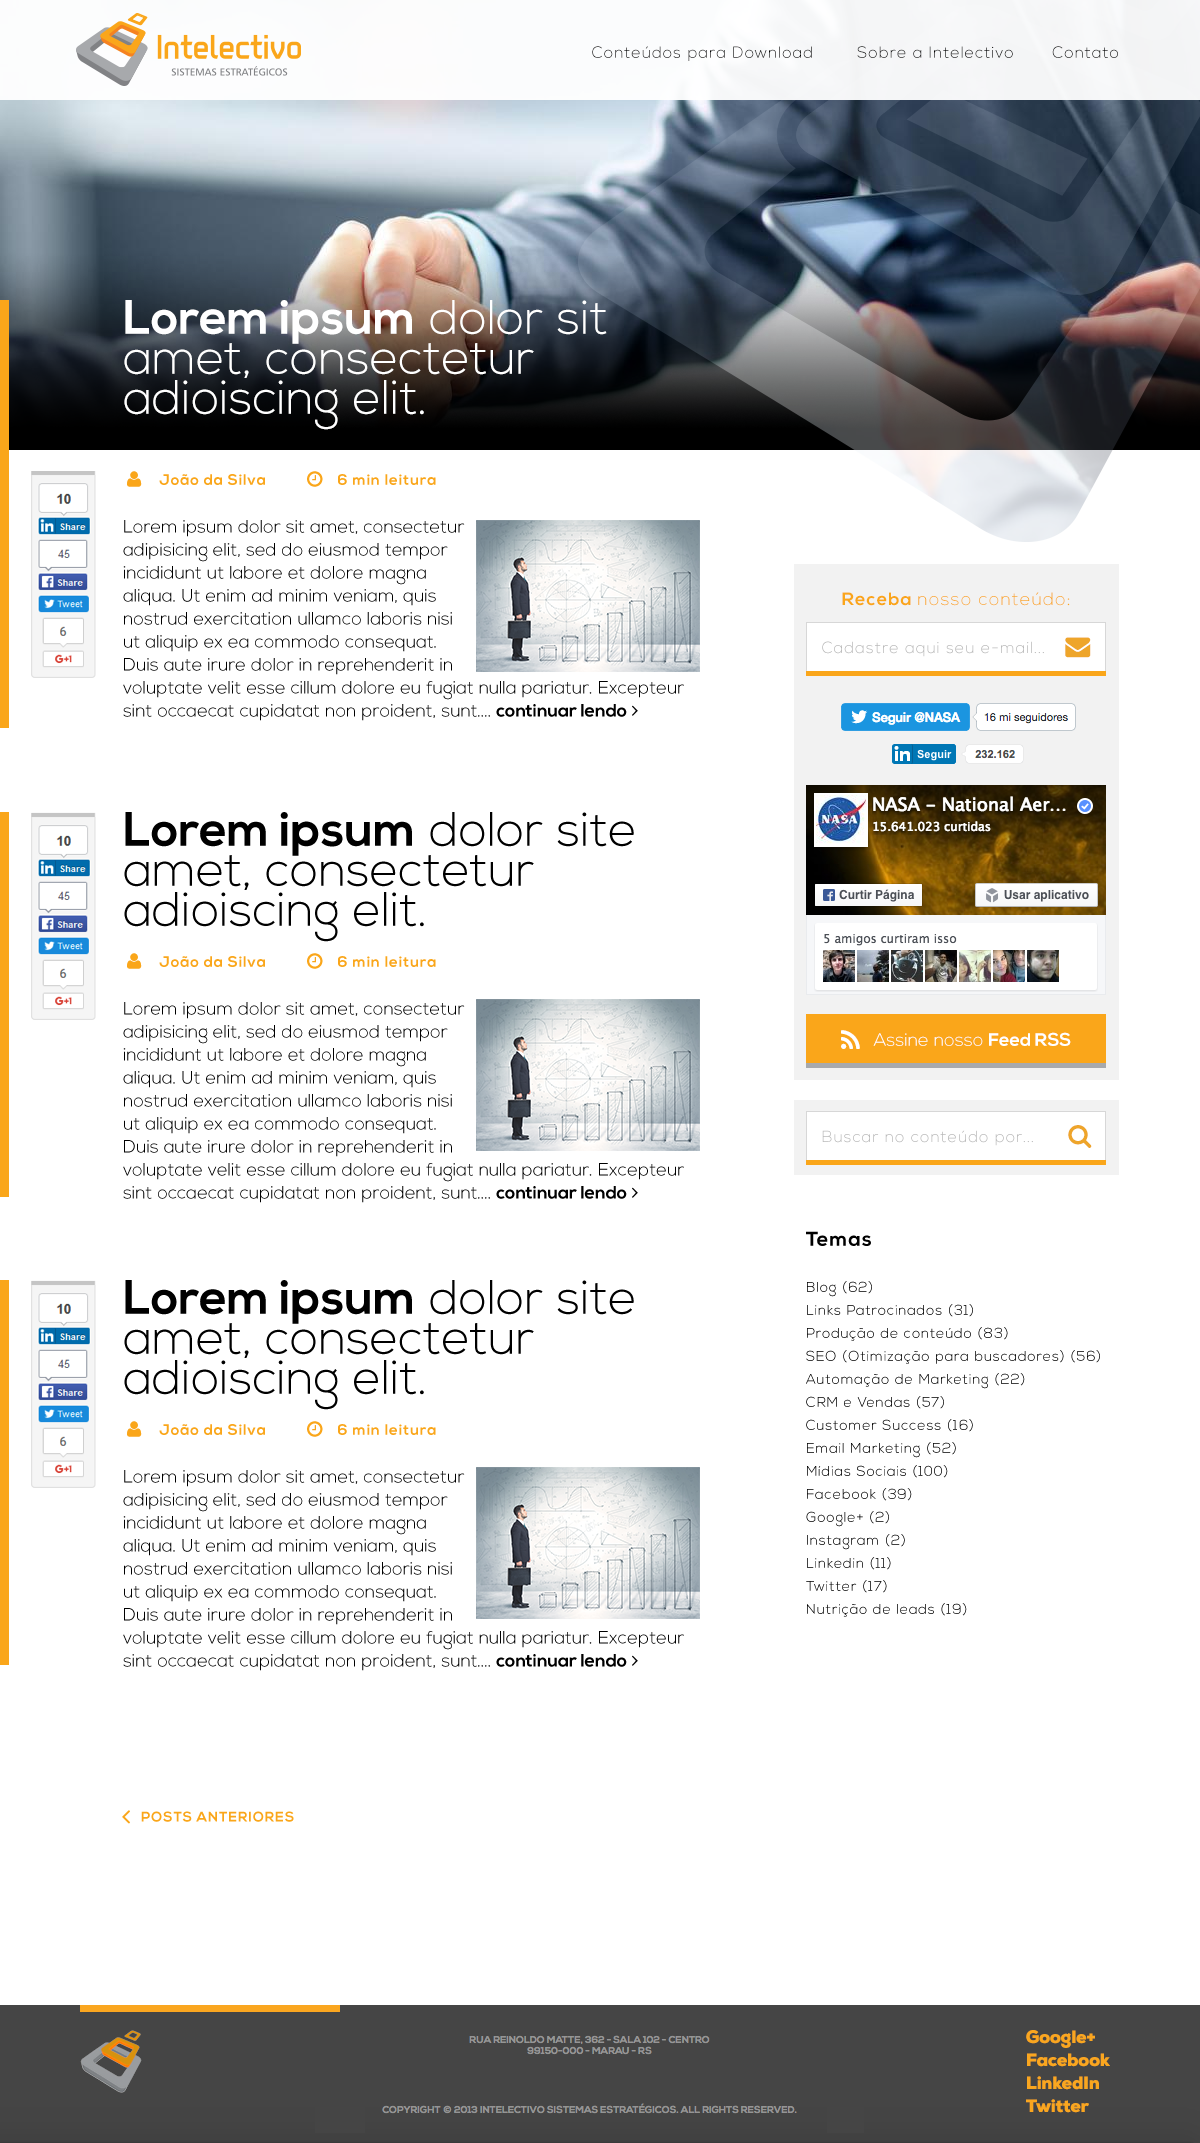 Intelectivo
SISTEMAS ESTRATÉGICOS
Conteúdos para Download
Sobre a Intelectivo
Contato
Lorem ipsum dolor sit
amet, consectetur
adioiscing elit.
10
in Share
45
Share
Tweet
6
G+1
João da Silva
6 min leitura
Lorem ipsum dolor sit amet, consectetur
adipisicing elit, sed do eiusmod tempor
incididunt ut labore et dolore magna
aliqua. Ut enim ad minim veniam, quis
nostrud exercitation ullamco laboris nisi
ut aliquip ex ea commodo consequat.
Duis aute irure dolor in reprehenderit in
voluptate velit esse cillum dolore eu fugiat nulla pariatur. Excepteur
sint occaecat cupidatat non proident, sunt.... continuar lendo >
10
in Share
45
Share
Tweet
6
G+1
Lorem ipsum dolor site
amet, consectetur
adioiscing elit.
João da Silva
6 min leitura
Lorem ipsum dolor sit amet, consectetur
adipisicing elit, sed do eiusmod tempor
incididunt ut labore et dolore magna
aliqua. Ut enim ad minim veniam, quis
nostrud exercitation ullamco laboris nisi
ut aliquip ex ea commodo consequat.
Duis aute irure dolor in reprehenderit in
voluptate velit esse cillum dolore eu fugiat nulla pariatur. Excepteur
sint occaecat cupidatat non proident, sunt.... continuar lendo >
10
in Share
45
Share
Tweet
6
G+1
Lorem ipsum dolor site
amet, consectetur
adioiscing elit.
João da Silva
6 min leitura
Lorem ipsum dolor sit amet, consectetur
adipisicing elit, sed do eiusmod tempor
incididunt ut labore et dolore magna
aliqua. Ut enim ad minim veniam, quis
nostrud exercitation ullamco laboris nisi
ut aliquip ex ea commodo consequat.
Duis aute irure dolor in reprehenderit in
voluptate velit esse cillum dolore eu fugiat nulla pariatur. Excepteur
sint occaecat cupidatat non proident, sunt.... continuar lendo >
< POSTS ANTERIORES
Receba nosso conteúdo:
Cadastre aqui seu e-mail...
Seguir @NASA
16 mi seguidores
in Seguir
232.162
NASA
NASA – National Aer...
15.641.023 curtidas
Curtir Página
Usar aplicativo
5 amigos curtiram isso
Assine nosso Feed RSS
Buscar no conteúdo por...
Temas
Blog (62)
Links Patrocinados (31)
Produção de conteúdo (83)
SEO (Otimização para buscadores) (56)
Automação de Marketing (22)
CRM e Vendas (57)
Customer Success (16)
Email Marketing (52)
Mídias Sociais (100)
Facebook (39)
Google+ (2)
Instagram (2)
Linkedin (11)
Twitter (17)
Nutrição de leads (19)
RUA REINOLDO MATTE, 362 - SALA 102 - CENTRO
99150-000 - MARAU - RS
COPYRIGHT © 2013 INTELECTIVO SISTEMAS ESTRATÉGICOS. ALL RIGHTS RESERVED.
Google+
Facebook
LinkedIn
Twitter